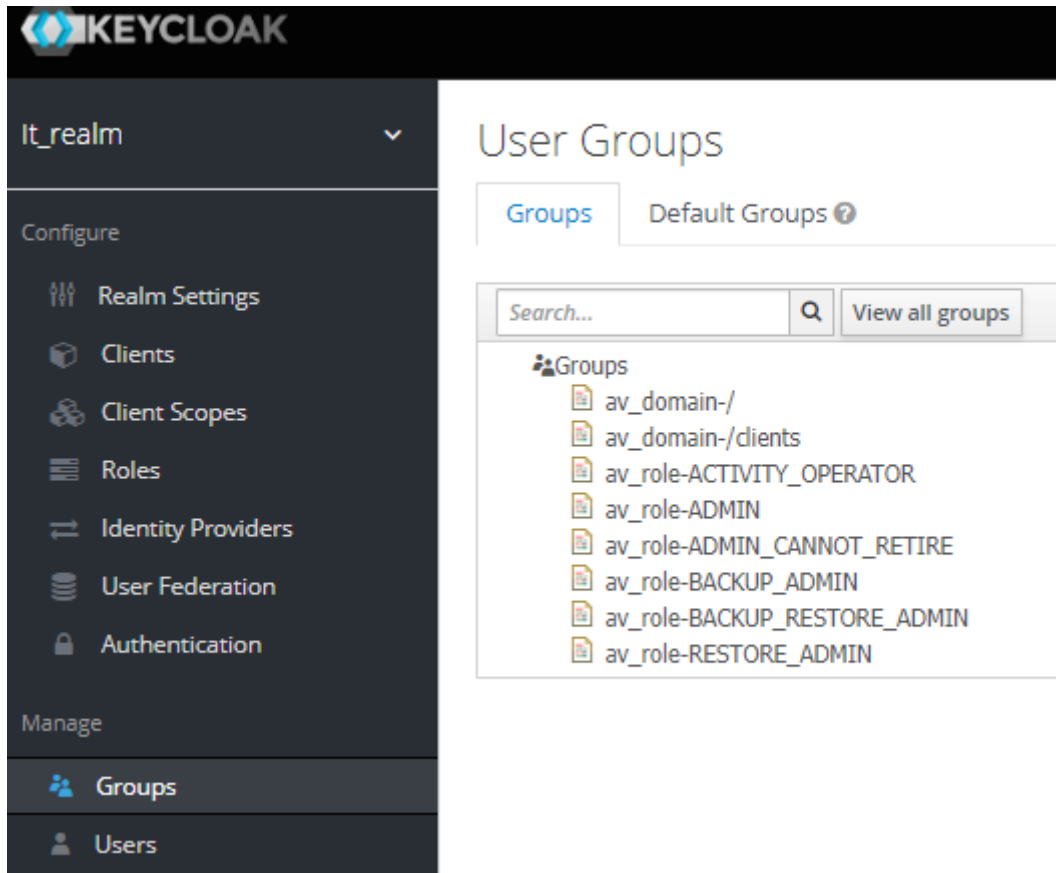 KEYCLOAK
It_realm
Configure
Realm Settings
Clients
Client Scopes
Roles
Identity Providers
User Federation
Authentication
Manage
Groups
Users
User Groups
Groups
Default Groups ?
Search...
View all groups
Groups
av_domain-/
av_domain-/clients
av_role-ACTIVITY_OPERATOR
av_role-ADMIN
av_role-ADMIN_CANNOT_RETIRE
av_role-BACKUP_ADMIN
av_role-BACKUP_RESTORE_ADMIN
av_role-RESTORE_ADMIN